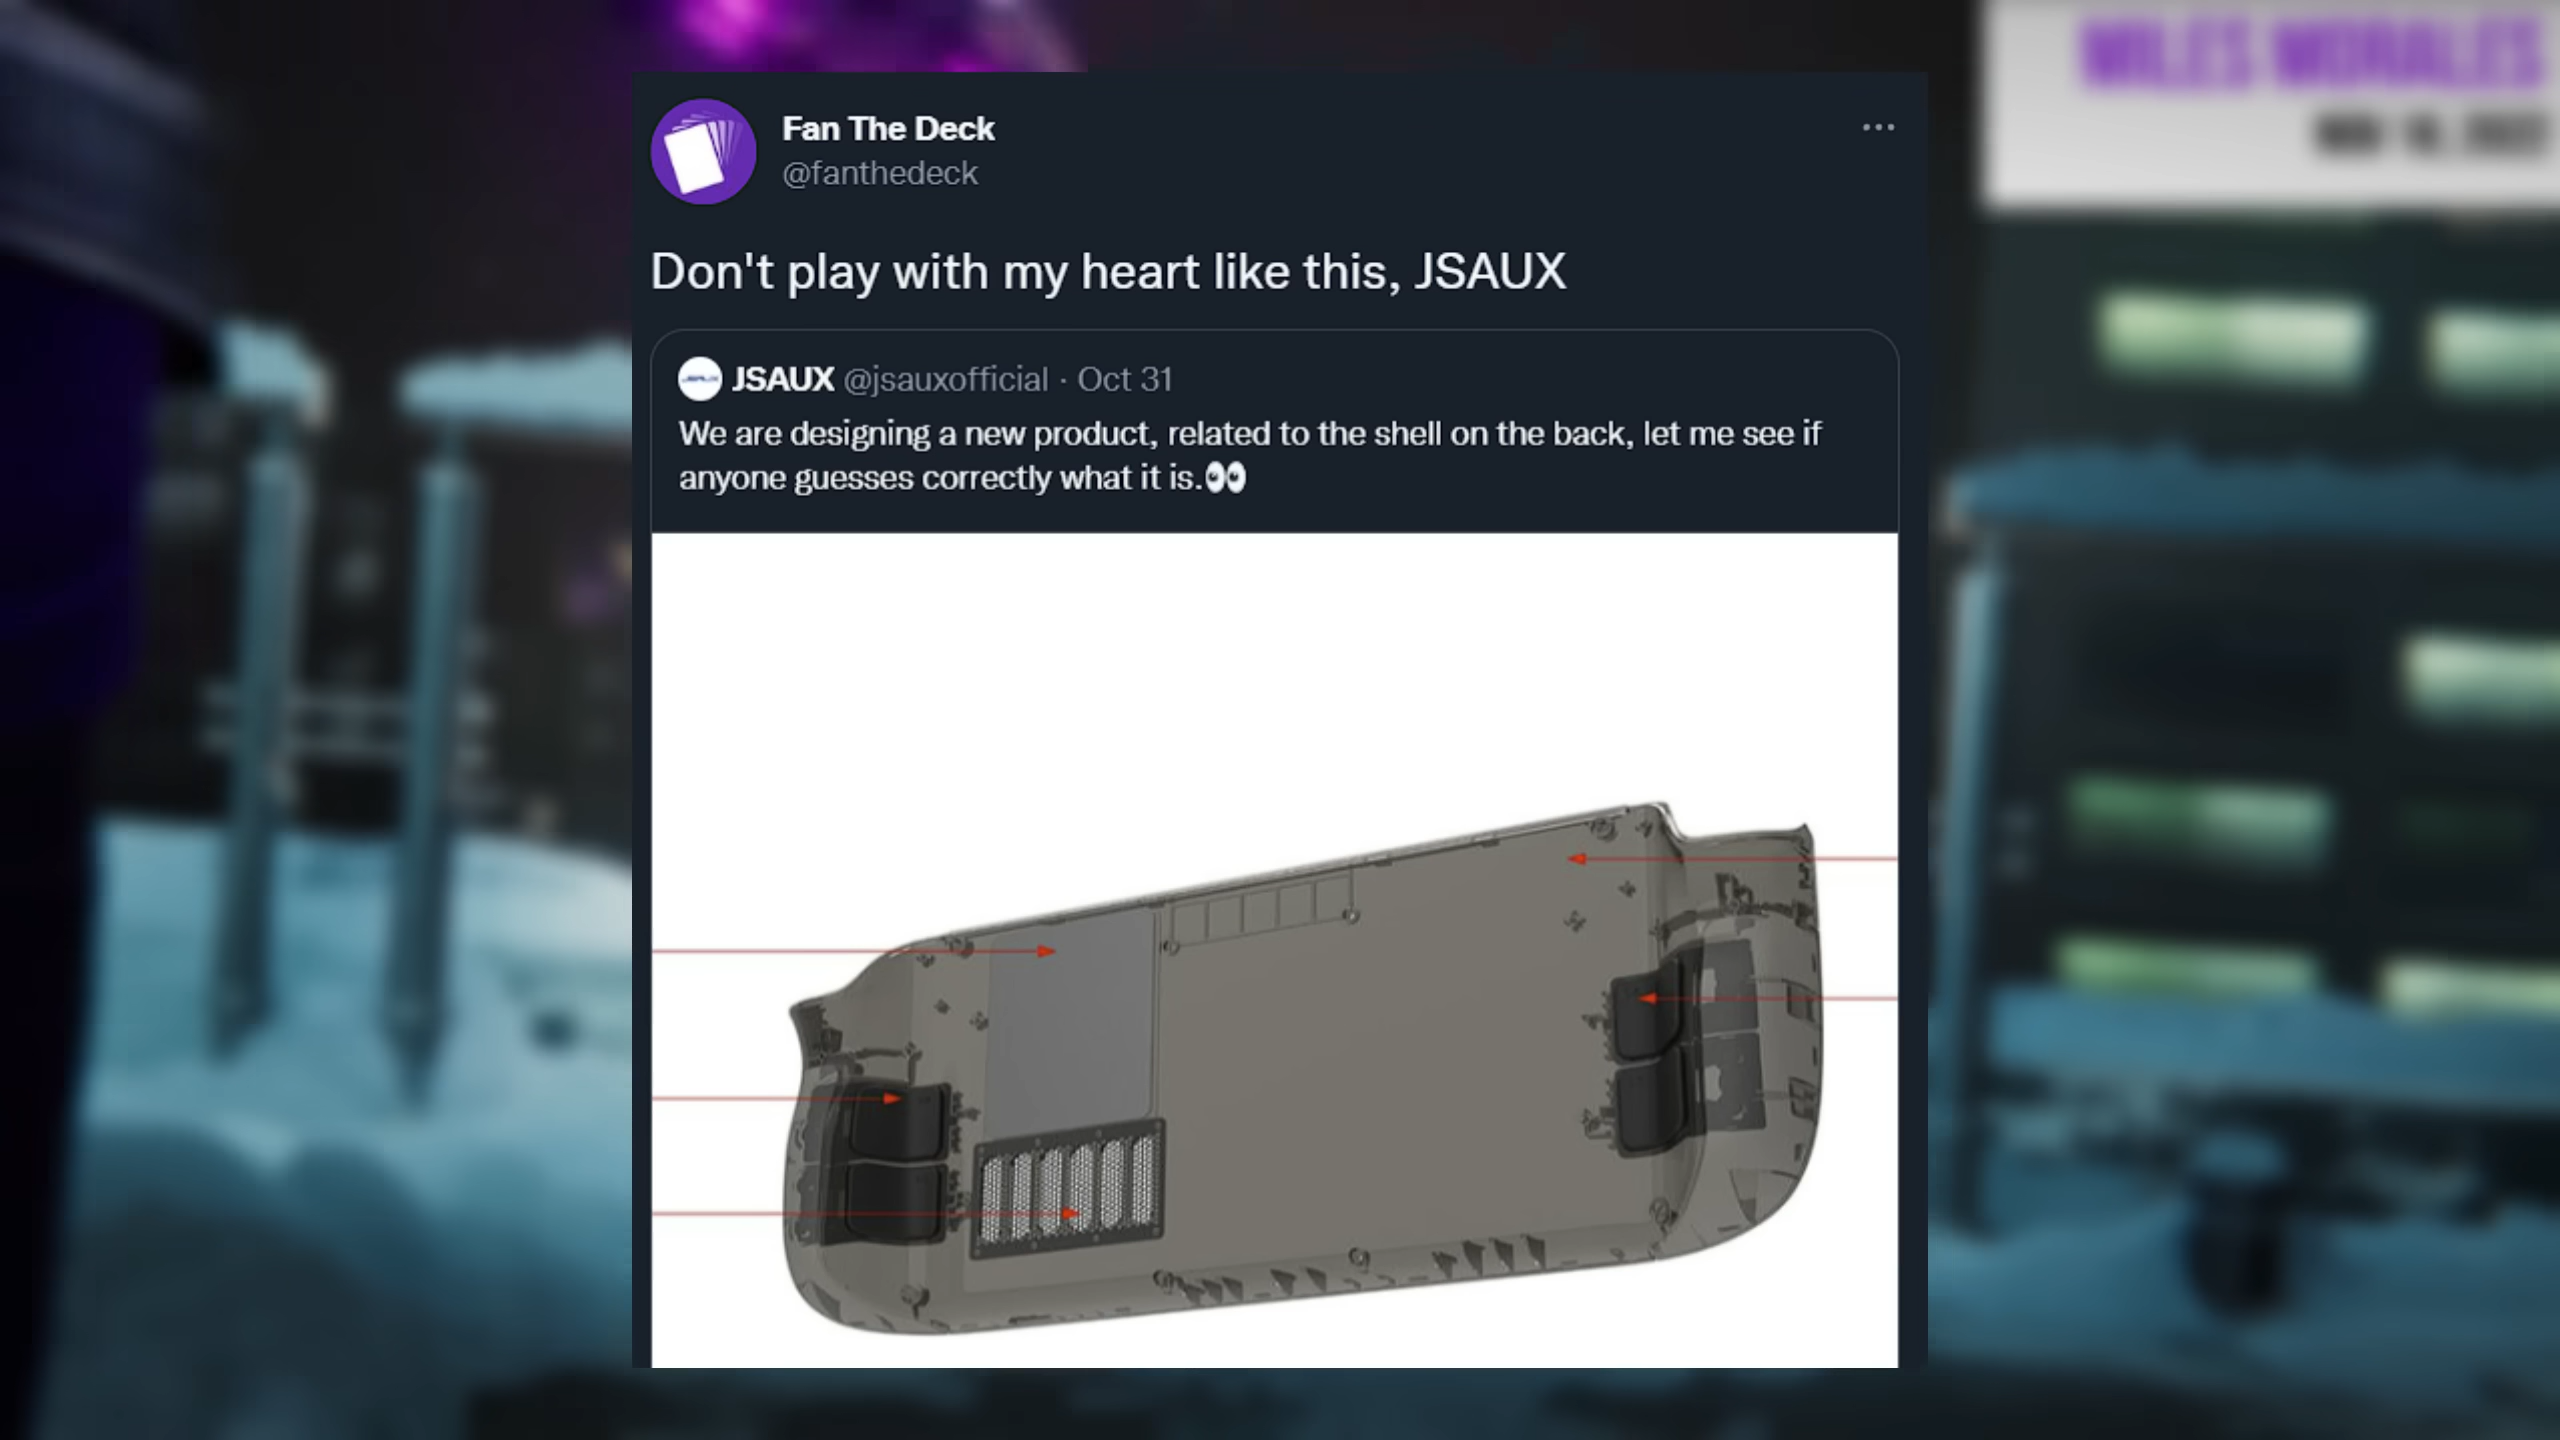 MILES MORALES
Fan The Deck
@fanthedeck
Don't play with my heart like this, JSAUX
JSAUX @jsauxofficial · Oct 31
We are designing a new product, related to the shell on the back, let me see if
anyone guesses correctly what it is.👀